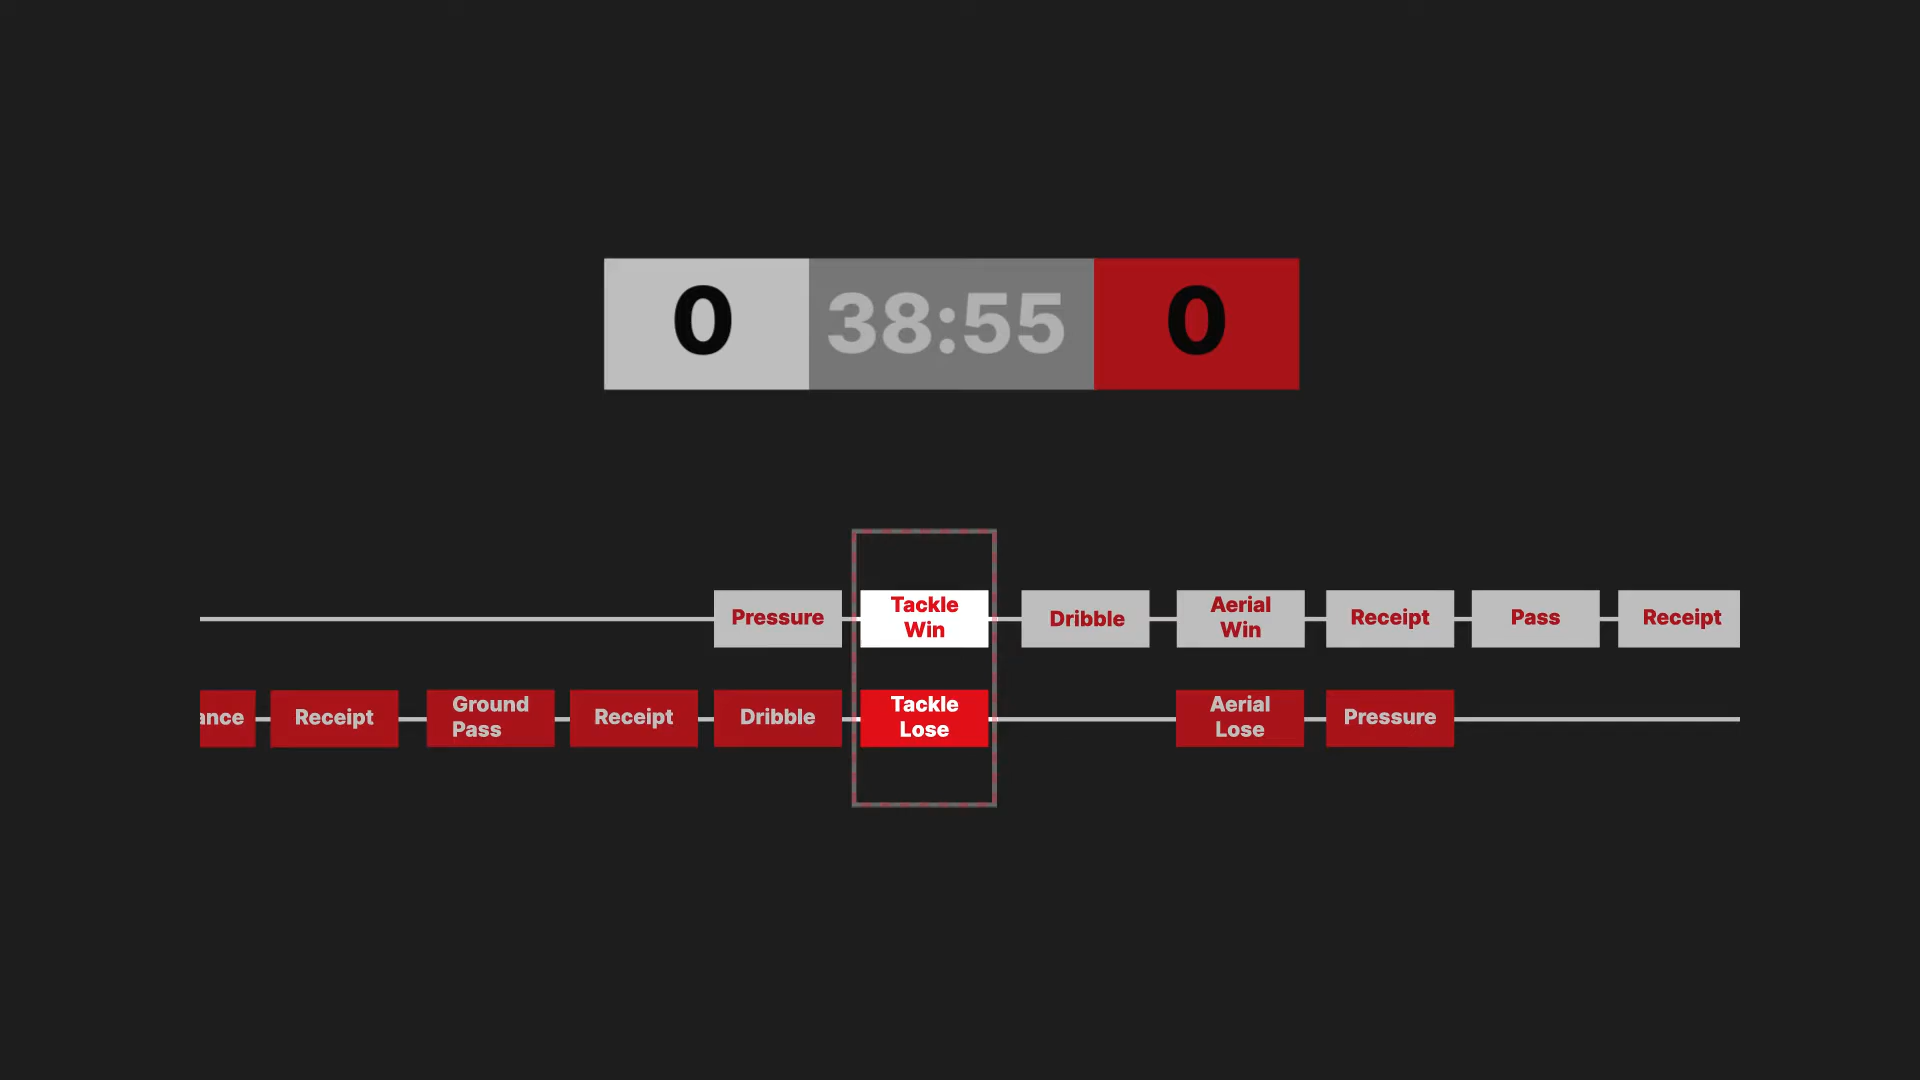 0 38:55 0
Pressure
Tackle
Win
Dribble
Aerial
Win
Receipt
Pass
Receipt
ance
Receipt
Ground
Pass
Receipt
Dribble
Tackle
Lose
Aerial
Lose
Pressure